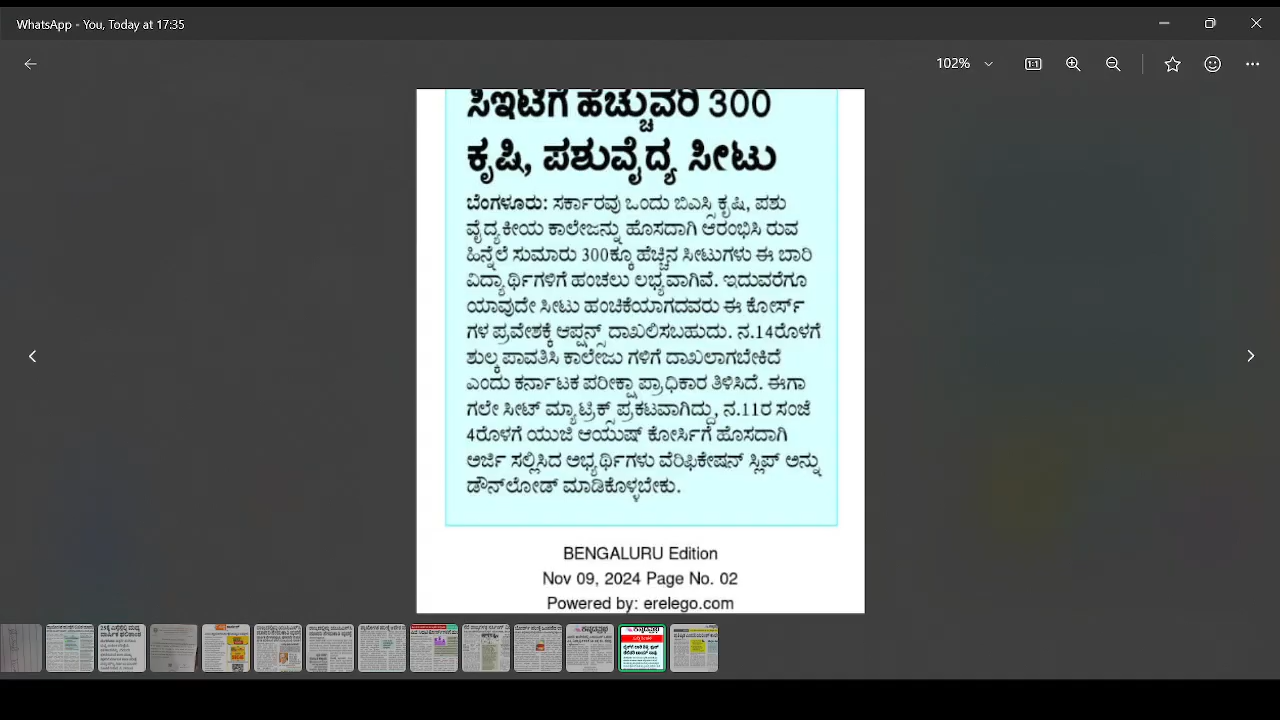 WhatsApp - You, Today at 17:35
102%
ಸಿಇಟಿಗೆ ಹೆಚ್ಚುವರಿ 300
ಕೃಷಿ, ಪಶುವೈದ್ಯ ಸೀಟು
ಬೆಂಗಳೂರು: ಸರ್ಕಾರವು ಒಂದು ಬಿಎಸ್ಸಿ ಕೃಷಿ, ಪಶು
ವೈದ್ಯಕೀಯ ಕಾಲೇಜನ್ನು ಹೊಸದಾಗಿ ಆರಂಭಿಸಿ ರುವ
ಹಿನ್ನೆಲೆ ಸುಮಾರು 300ಕ್ಕೂ ಹೆಚ್ಚಿನ ಸೀಟುಗಳು ಈ ಬಾರಿ
ವಿದ್ಯಾರ್ಥಿಗಳಿಗೆ ಹಂಚಲು ಲಭ್ಯವಾಗಿವೆ. ಇದುವರೆಗೂ
ಯಾವುದೇ ಸೀಟು ಹಂಚಿಕೆಯಾಗದವರು ಈ ಕೋರ್ಸ್
ಗಳ ಪ್ರವೇಶಕ್ಕೆ ಆಪ್ಷನ್ಸ್ ದಾಖಲಿಸಬಹುದು. ನ.14ರೊಳಗೆ
ಶುಲ್ಕ ಪಾವತಿಸಿ ಕಾಲೇಜು ಗಳಿಗೆ ದಾಖಲಾಗಬೇಕಿದೆ
ಎಂದು ಕರ್ನಾಟಕ ಪರೀಕ್ಷಾ ಪ್ರಾಧಿಕಾರ ತಿಳಿಸಿದೆ. ಈಗಾ
ಗಲೇ ಸೀಟ್ ಮ್ಯಾಟ್ರಿಕ್ಸ್ ಪ್ರಕಟವಾಗಿದ್ದು, ನ.11ರ ಸಂಜೆ
4ರೊಳಗೆ ಯುಜಿ ಆಯುಷ್ ಕೋರ್ಸಿಗೆ ಹೊಸದಾಗಿ
ಅರ್ಜಿ ಸಲ್ಲಿಸಿದ ಅಭ್ಯರ್ಥಿಗಳು ವೆರಿಫಿಕೇಷನ್ ಸ್ಲಿಪ್ ಅನ್ನು
ಡೌನ್‌ಲೋಡ್ ಮಾಡಿಕೊಳ್ಳಬೇಕು.
BENGALURU Edition
Nov 09, 2024 Page No. 02
Powered by: erelego.com